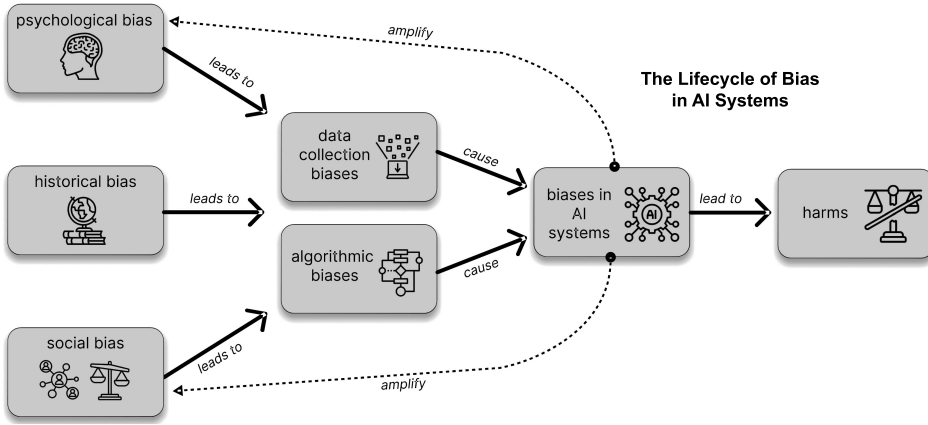 psychological bias
amplify
leads to
The Lifecycle of Bias
in AI Systems
data
collection
biases
cause
historical bias
leads to
biases in
AI
systems
AI
lead to
harms
algorithmic
biases
cause
social bias
leads to
amplify